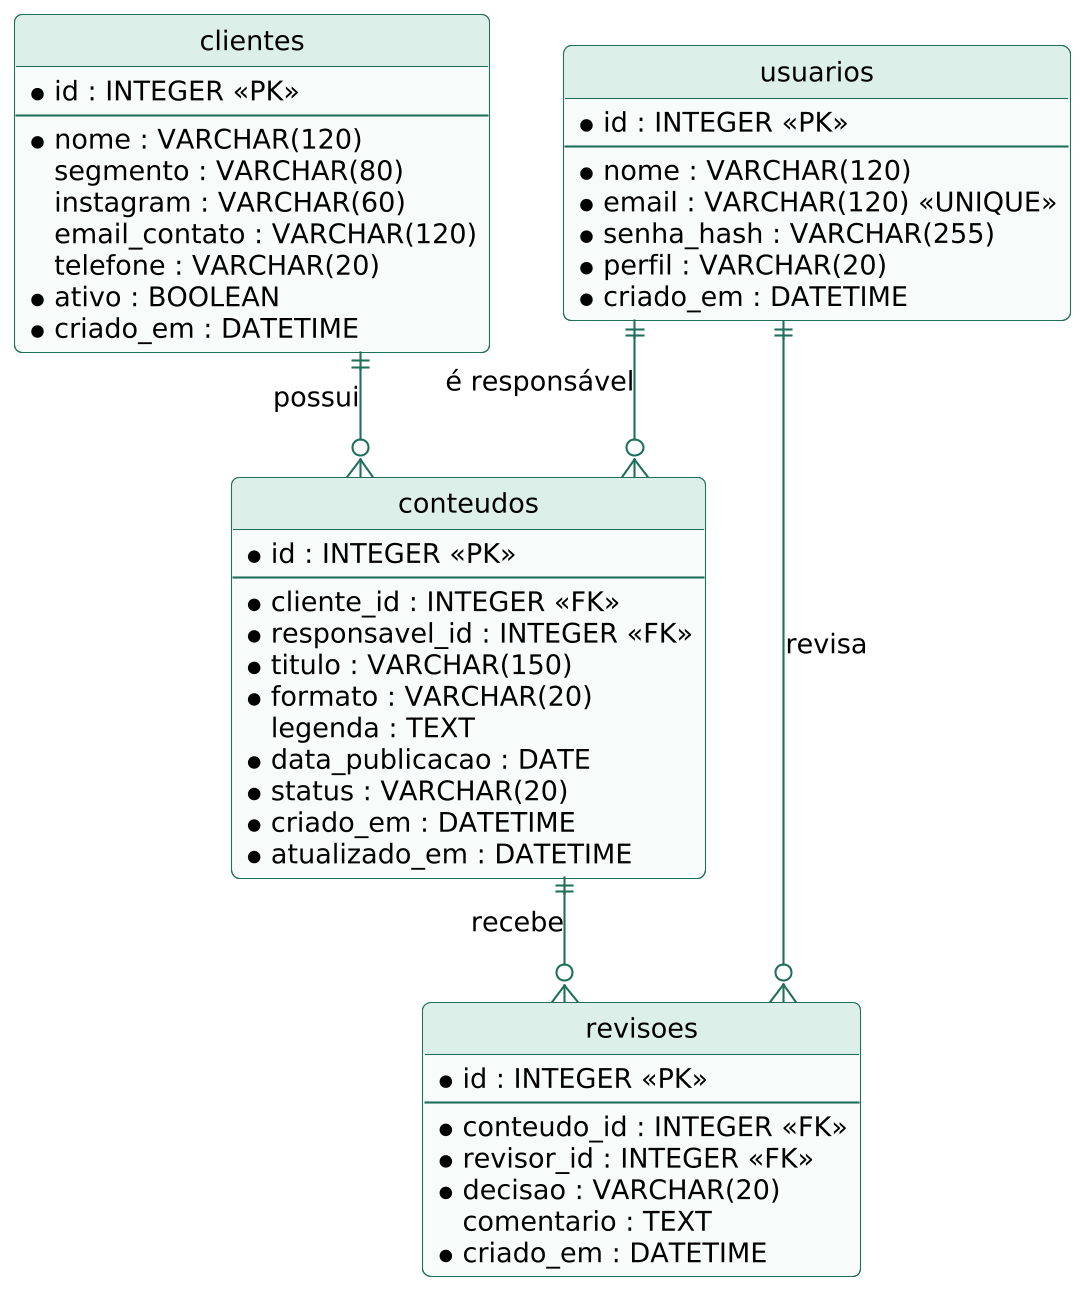 clientes
id : INTEGER «PK»
nome : VARCHAR(120)
segmento : VARCHAR(80)
instagram : VARCHAR(60)
email_contato : VARCHAR(120)
telefone : VARCHAR(20)
ativo : BOOLEAN
criado_em : DATETIME
usuarios
id : INTEGER «PK»
nome : VARCHAR(120)
email : VARCHAR(120) «UNIQUE»
senha_hash : VARCHAR(255)
perfil : VARCHAR(20)
criado_em : DATETIME
possui
é responsável
revisa
conteudos
id : INTEGER «PK»
cliente_id : INTEGER «FK»
responsavel_id : INTEGER «FK»
titulo : VARCHAR(150)
formato : VARCHAR(20)
legenda : TEXT
data_publicacao : DATE
status : VARCHAR(20)
criado_em : DATETIME
atualizado_em : DATETIME
recebe
revisoes
id : INTEGER «PK»
conteudo_id : INTEGER «FK»
revisor_id : INTEGER «FK»
decisao : VARCHAR(20)
comentario : TEXT
criado_em : DATETIME